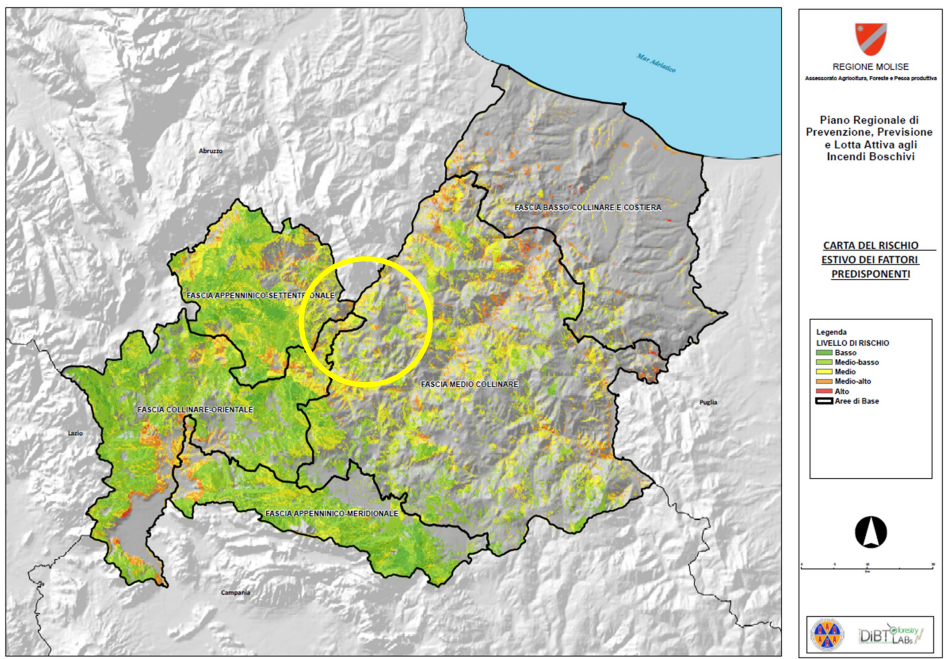 Mar Adriatico
Abruzzo
FASCIA BASSO-COLLINARE E COSTIERA
FASCIA APPENNINICO-SETTENTRIONALE
FASCIA MEDIO COLLINARE
FASCIA COLLINARE-ORIENTALE
Puglia
Lazio
FASCIA APPENNINICO-MERIDIONALE
Campania
REGIONE MOLISE
Assessorato Agricoltura, Foreste e Pesca produttiva
Piano Regionale di
Prevenzione, Previsione
e Lotta Attiva agli
Incendi Boschivi
CARTA DEL RISCHIO
ESTIVO DEI FATTORI
PREDISPONENTI
Legenda
LIVELLO DI RISCHIO
Basso
Medio-basso
Medio
Medio-alto
Alto
Aree di Base
DiBT
forestry
LABs